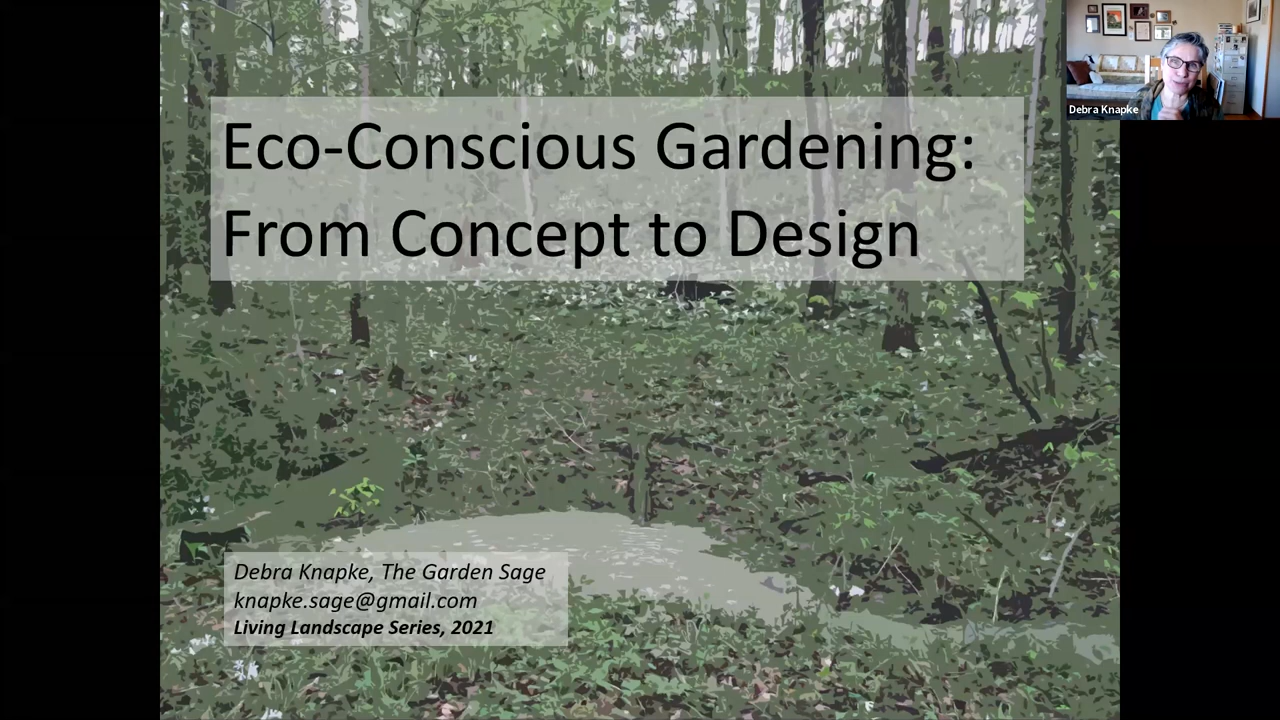 Eco-Conscious Gardening:
From Concept to Design
Debra Knapke
Debra Knapke, The Garden Sage
knapke.sage@gmail.com
Living Landscape Series, 2021